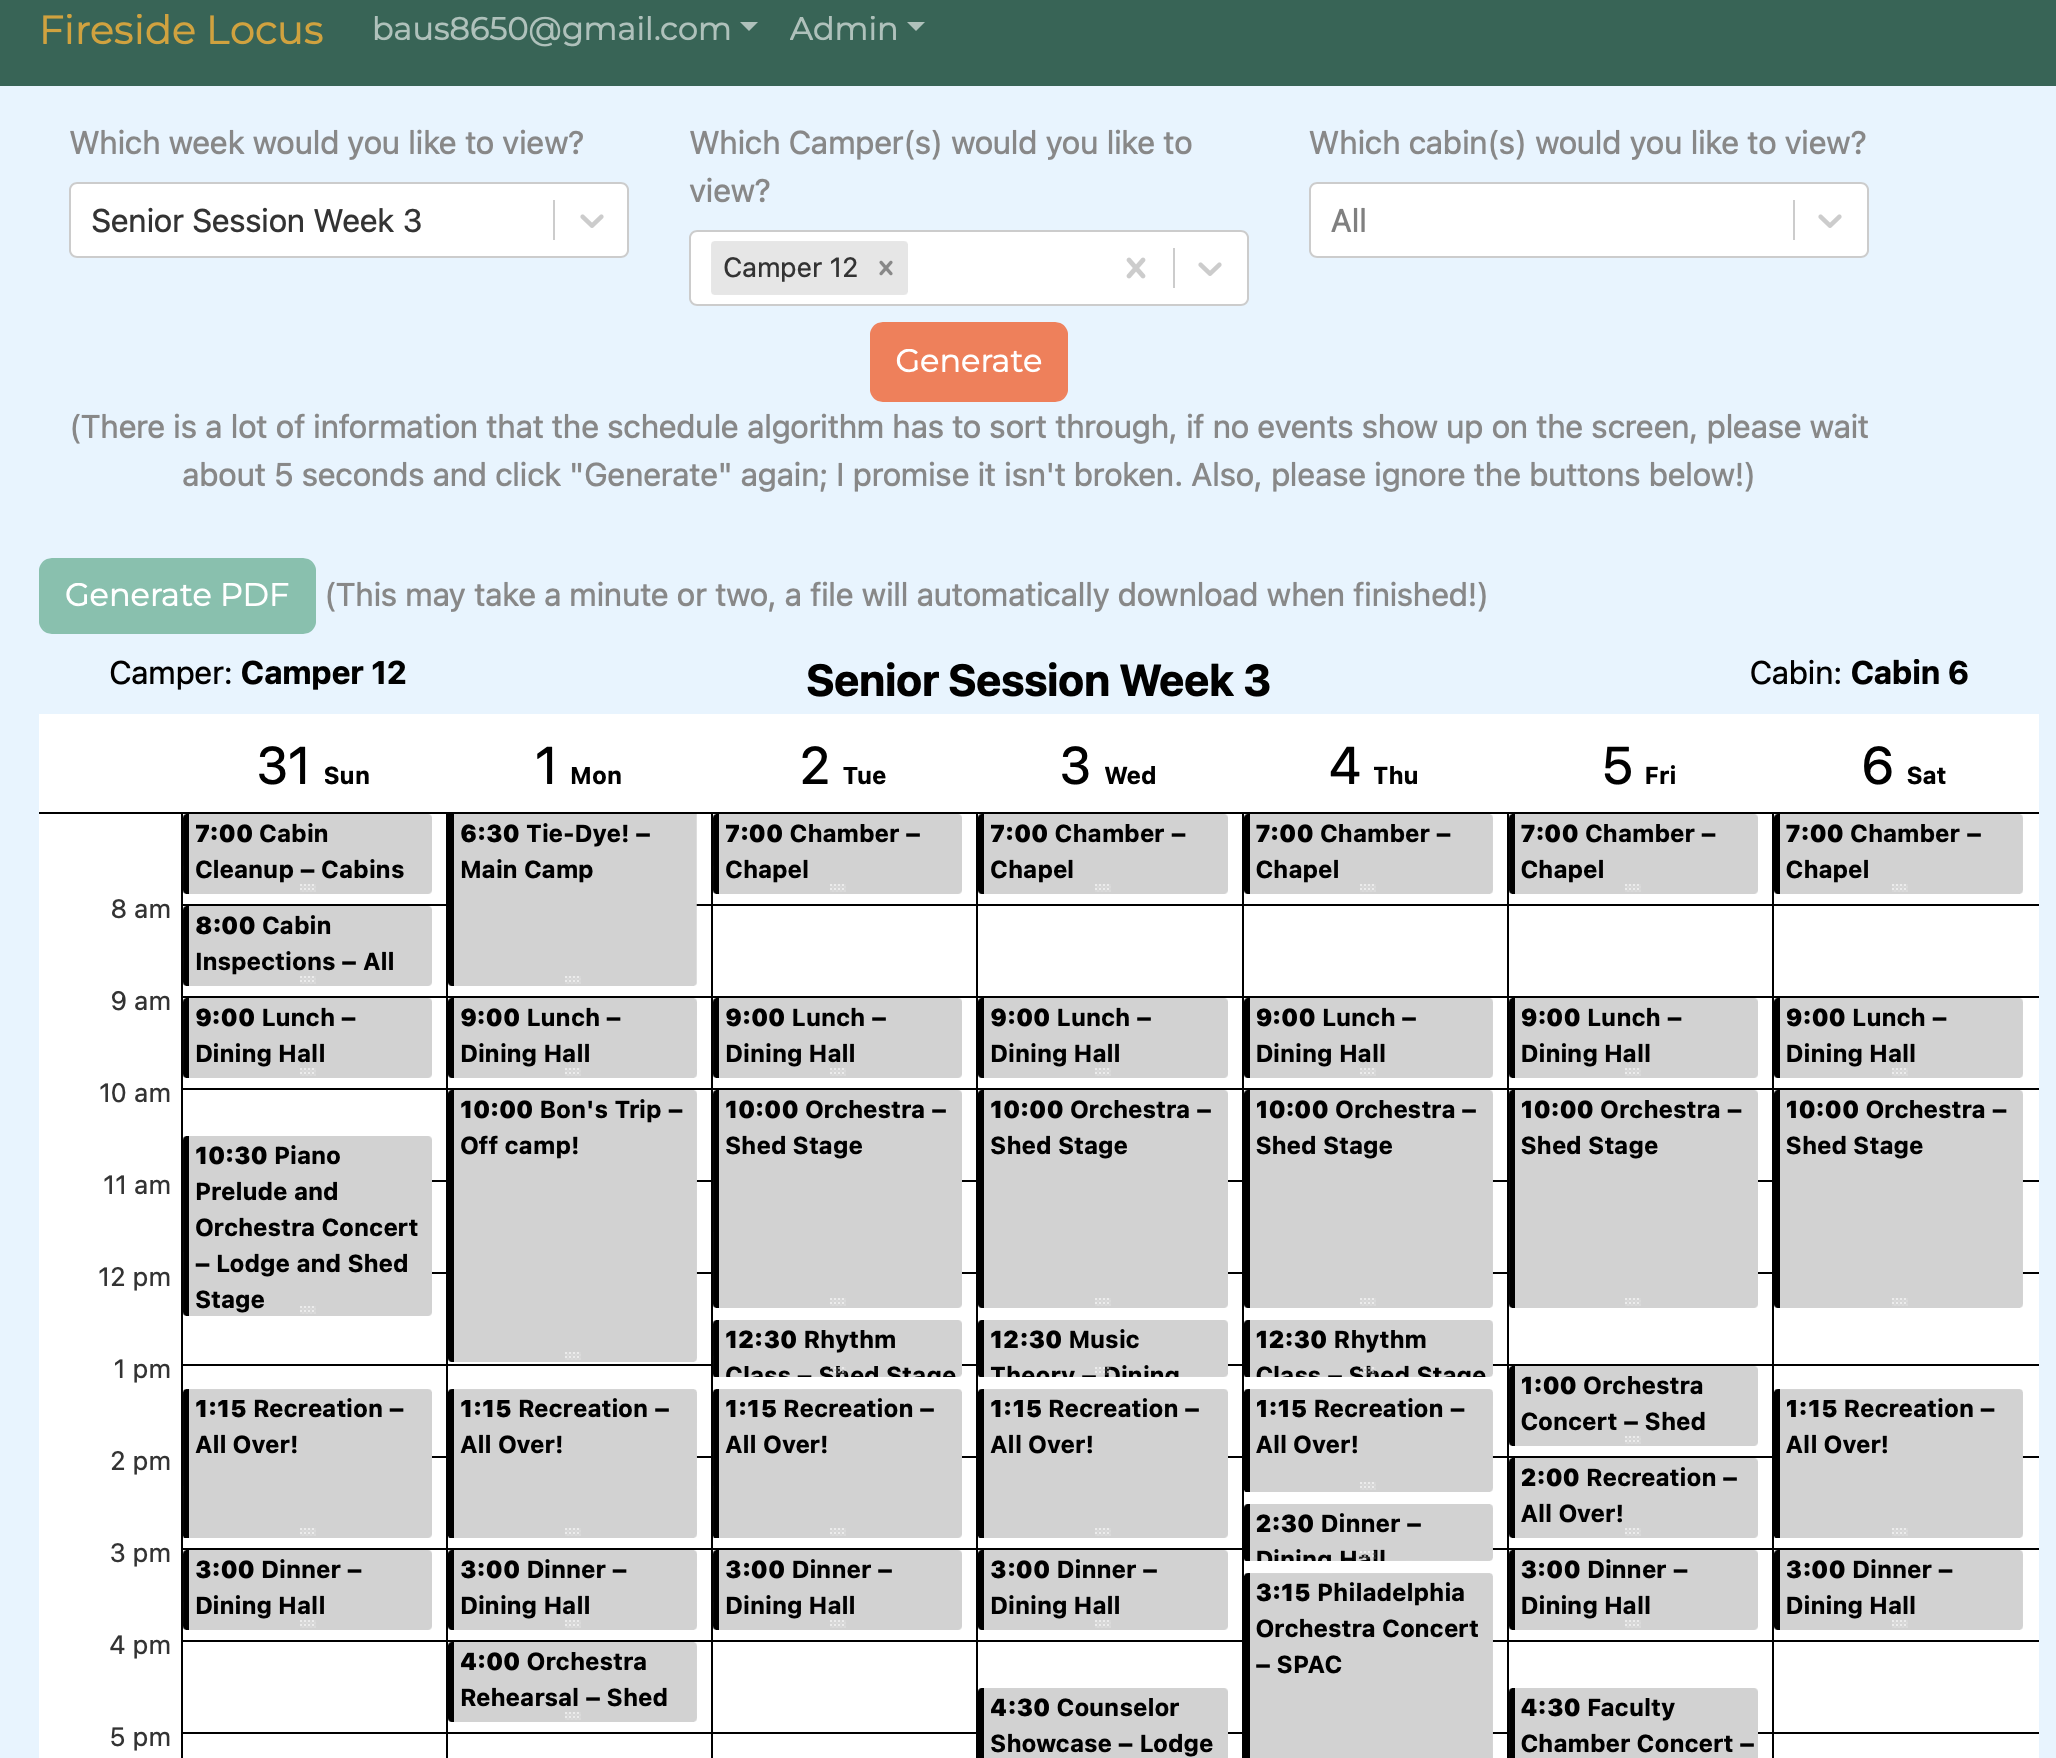 Fireside Locus baus8650@gmail.com Admin
Which week would you like to view?
Senior Session Week 3
Which Camper(s) would you like to
view?
Camper 12
Which cabin(s) would you like to view?
All
Generate
(There is a lot of information that the schedule algorithm has to sort through, if no events show up on the screen, please wait
about 5 seconds and click "Generate" again; I promise it isn't broken. Also, please ignore the buttons below!)
Generate PDF (This may take a minute or two, a file will automatically download when finished!)
Camper: Camper 12
Senior Session Week 3
Cabin: Cabin 6
31 Sun
1 Mon
2 Tue
3 Wed
4 Thu
5 Fri
6 Sat
8 am
9 am
10 am
11 am
12 pm
1 pm
2 pm
3 pm
4 pm
5 pm
7:00 Cabin
Cleanup – Cabins
8:00 Cabin
Inspections – All
9:00 Lunch –
Dining Hall
10:30 Piano
Prelude and
Orchestra Concert
– Lodge and Shed
Stage
1:15 Recreation –
All Over!
3:00 Dinner –
Dining Hall
6:30 Tie-Dye! –
Main Camp
9:00 Lunch –
Dining Hall
10:00 Bon's Trip –
Off camp!
1:15 Recreation –
All Over!
3:00 Dinner –
Dining Hall
4:00 Orchestra
Rehearsal – Shed
7:00 Chamber –
Chapel
9:00 Lunch –
Dining Hall
10:00 Orchestra –
Shed Stage
12:30 Rhythm
Class – Shed Stage
1:15 Recreation –
All Over!
3:00 Dinner –
Dining Hall
7:00 Chamber –
Chapel
9:00 Lunch –
Dining Hall
10:00 Orchestra –
Shed Stage
12:30 Music
Theory – Dining
1:15 Recreation –
All Over!
3:00 Dinner –
Dining Hall
4:30 Counselor
Showcase – Lodge
7:00 Chamber –
Chapel
9:00 Lunch –
Dining Hall
10:00 Orchestra –
Shed Stage
12:30 Rhythm
Class – Shed Stage
1:15 Recreation –
All Over!
2:30 Dinner –
Dining Hall
3:15 Philadelphia
Orchestra Concert
– SPAC
7:00 Chamber –
Chapel
9:00 Lunch –
Dining Hall
10:00 Orchestra –
Shed Stage
1:00 Orchestra
Concert – Shed
2:00 Recreation –
All Over!
3:00 Dinner –
Dining Hall
4:30 Faculty
Chamber Concert –
7:00 Chamber –
Chapel
9:00 Lunch –
Dining Hall
10:00 Orchestra –
Shed Stage
1:15 Recreation –
All Over!
3:00 Dinner –
Dining Hall